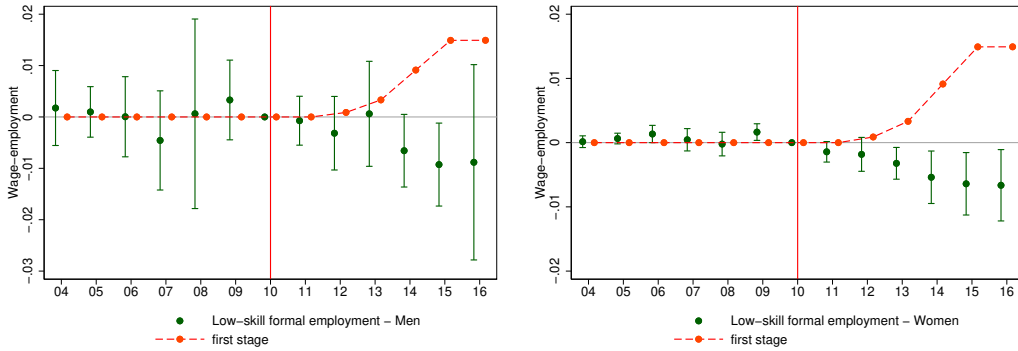 Wage−employment
.02
.01
0
−.01
−.02
−.03
04 05 06 07 08 09 10 11 12 13 14 15 16
Low−skill formal employment − Men
first stage
Wage−employment
.02
.01
0
−.01
−.02
04 05 06 07 08 09 10 11 12 13 14 15 16
Low−skill formal employment − Women
first stage